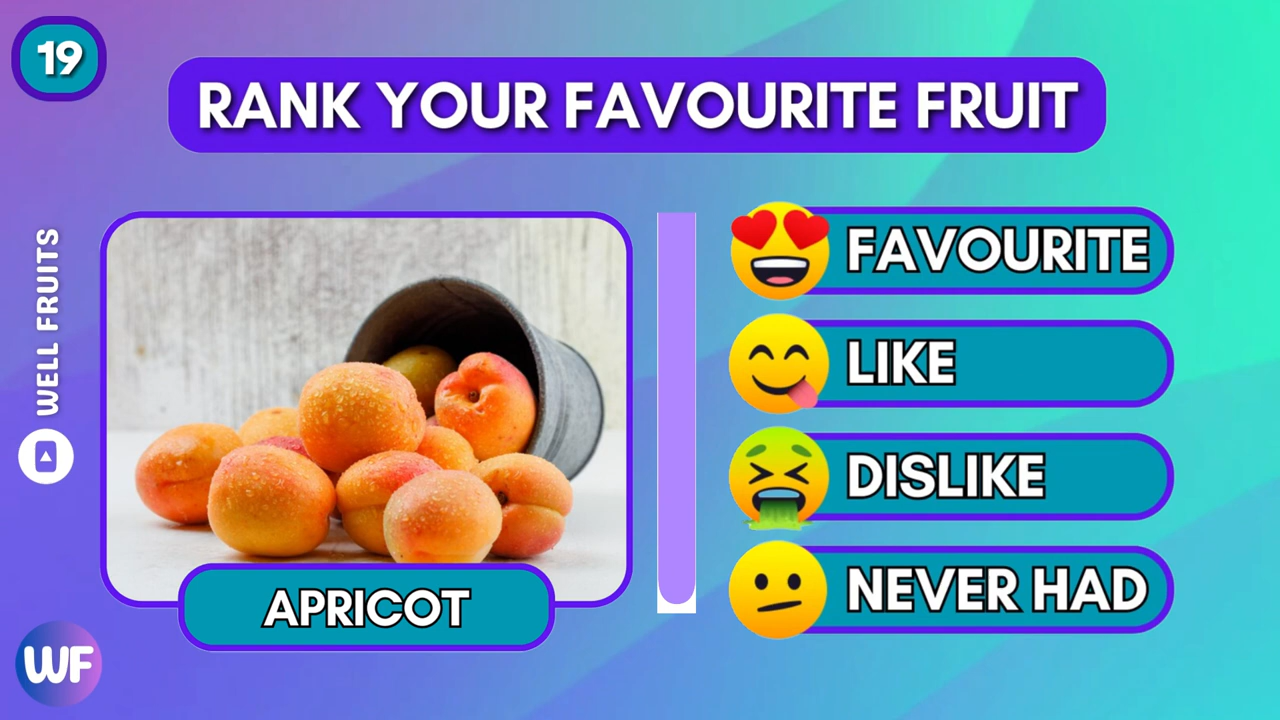 19
RANK YOUR FAVOURITE FRUIT
WELL FRUITS
APRICOT
FAVOURITE
LIKE
DISLIKE
NEVER HAD
WF